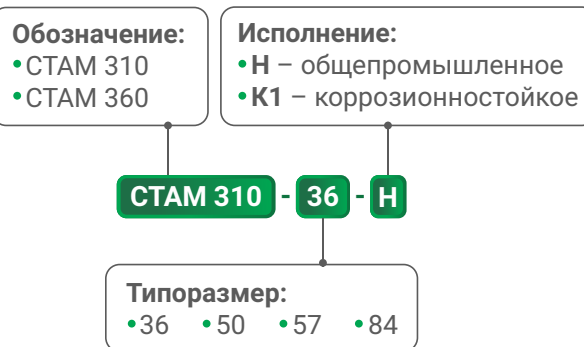 Обозначение:
• СТАМ 310
• СТАМ 360
Исполнение:
• Н – общепромышленное
• К1 – коррозионностойкое
СТАМ 310 - 36 - Н
Типоразмер:
• 36 • 50 • 57 • 84